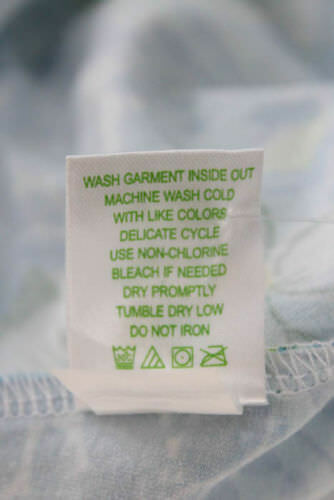 WASH GARMENT INSIDE OUT
MACHINE WASH COLD
WITH LIKE COLORS
DELICATE CYCLE
USE NON-CHLORINE
BLEACH IF NEEDED
DRY PROMPTLY
TUMBLE DRY LOW
DO NOT IRON